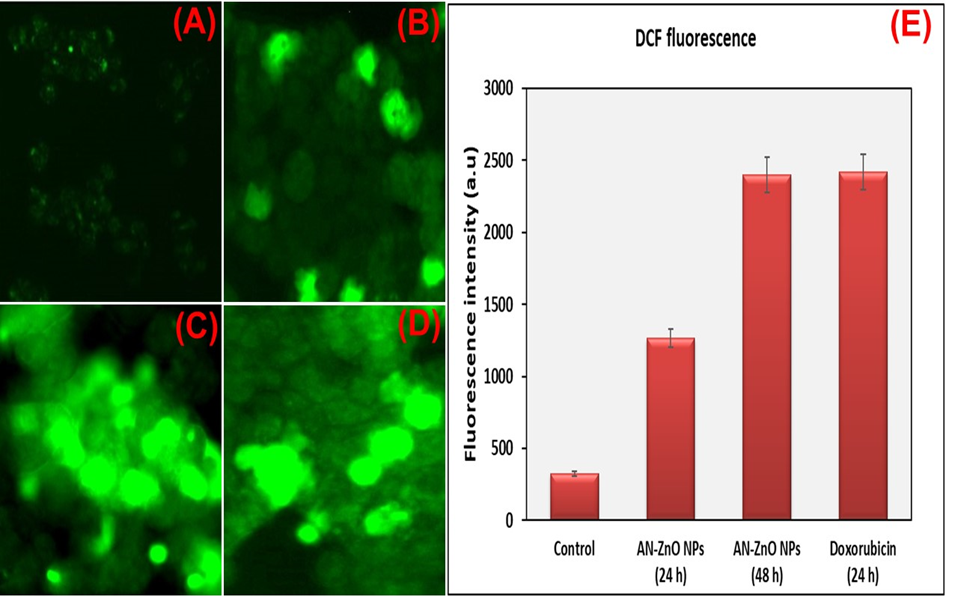 (A)
(B)
(C)
(D)
(E)
DCF fluorescence
Fluorescence intensity (a.u)
3000
2500
2000
1500
1000
500
0
Control
AN-ZnO NPs
(24 h)
AN-ZnO NPs
(48 h)
Doxorubicin
(24 h)